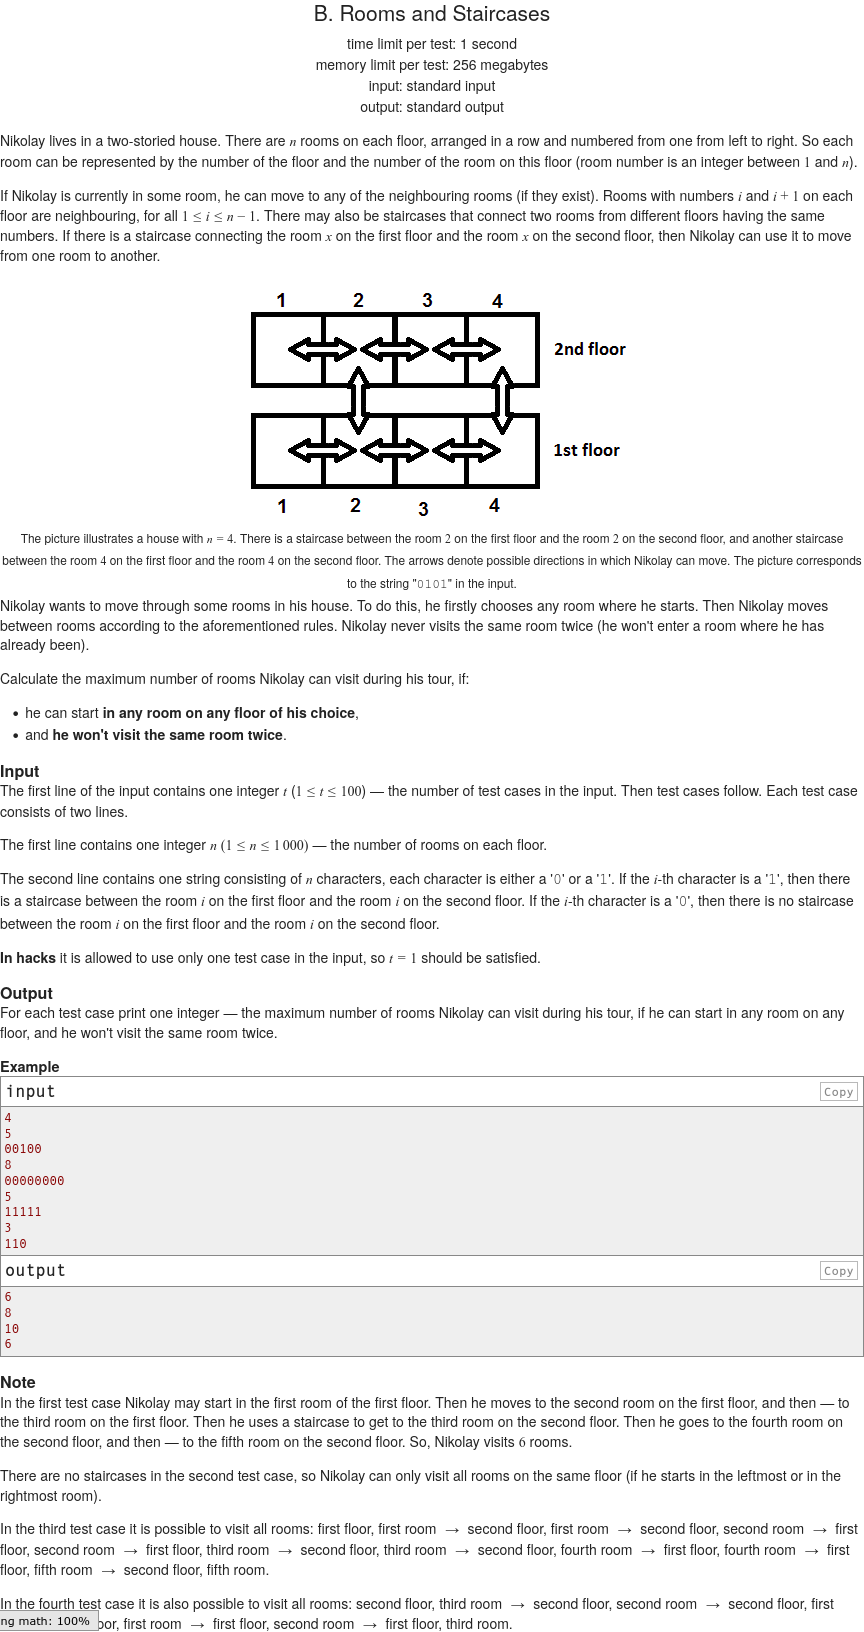 B. Rooms and Staircases
time limit per test: 1 second
memory limit per test: 256 megabytes
input: standard input
output: standard output
Nikolay lives in a two-storied house. There are n rooms on each floor, arranged in a row and numbered from one from left to right. So each
room can be represented by the number of the floor and the number of the room on this floor (room number is an integer between 1 and n).
If Nikolay is currently in some room, he can move to any of the neighbouring rooms (if they exist). Rooms with numbers i and i + 1 on each
floor are neighbouring, for all 1 ≤ i ≤ n − 1. There may also be staircases that connect two rooms from different floors having the same
numbers. If there is a staircase connecting the room x on the first floor and the room x on the second floor, then Nikolay can use it to move
from one room to another.
1 2 3 4
2nd floor
1st floor
1 2 3 4
The picture illustrates a house with n = 4. There is a staircase between the room 2 on the first floor and the room 2 on the second floor, and another staircase
between the room 4 on the first floor and the room 4 on the second floor. The arrows denote possible directions in which Nikolay can move. The picture corresponds
to the string "0101" in the input.
Nikolay wants to move through some rooms in his house. To do this, he firstly chooses any room where he starts. Then Nikolay moves
between rooms according to the aforementioned rules. Nikolay never visits the same room twice (he won't enter a room where he has
already been).
Calculate the maximum number of rooms Nikolay can visit during his tour, if:
• he can start in any room on any floor of his choice,
• and he won't visit the same room twice.
Input
The first line of the input contains one integer t (1 ≤ t ≤ 100) — the number of test cases in the input. Then test cases follow. Each test case
consists of two lines.
The first line contains one integer n (1 ≤ n ≤ 1 000) — the number of rooms on each floor.
The second line contains one string consisting of n characters, each character is either a '0' or a '1'. If the i-th character is a '1', then there
is a staircase between the room i on the first floor and the room i on the second floor. If the i-th character is a '0', then there is no staircase
between the room i on the first floor and the room i on the second floor.
In hacks it is allowed to use only one test case in the input, so t = 1 should be satisfied.
Output
For each test case print one integer — the maximum number of rooms Nikolay can visit during his tour, if he can start in any room on any
floor, and he won't visit the same room twice.
Example
input Copy
4
5
00100
8
00000000
5
11111
3
110
output Copy
6
8
10
6
Note
In the first test case Nikolay may start in the first room of the first floor. Then he moves to the second room on the first floor, and then — to
the third room on the first floor. Then he uses a staircase to get to the third room on the second floor. Then he goes to the fourth room on
the second floor, and then — to the fifth room on the second floor. So, Nikolay visits 6 rooms.
There are no staircases in the second test case, so Nikolay can only visit all rooms on the same floor (if he starts in the leftmost or in the
rightmost room).
In the third test case it is possible to visit all rooms: first floor, first room → second floor, first room → second floor, second room → first
floor, second room → first floor, third room → second floor, third room → second floor, fourth room → first floor, fourth room → first
floor, fifth room → second floor, fifth room.
In the fourth test case it is also possible to visit all rooms: second floor, third room → second floor, second room → second floor, first
ng math: 100% oor, first room → first floor, second room → first floor, third room.